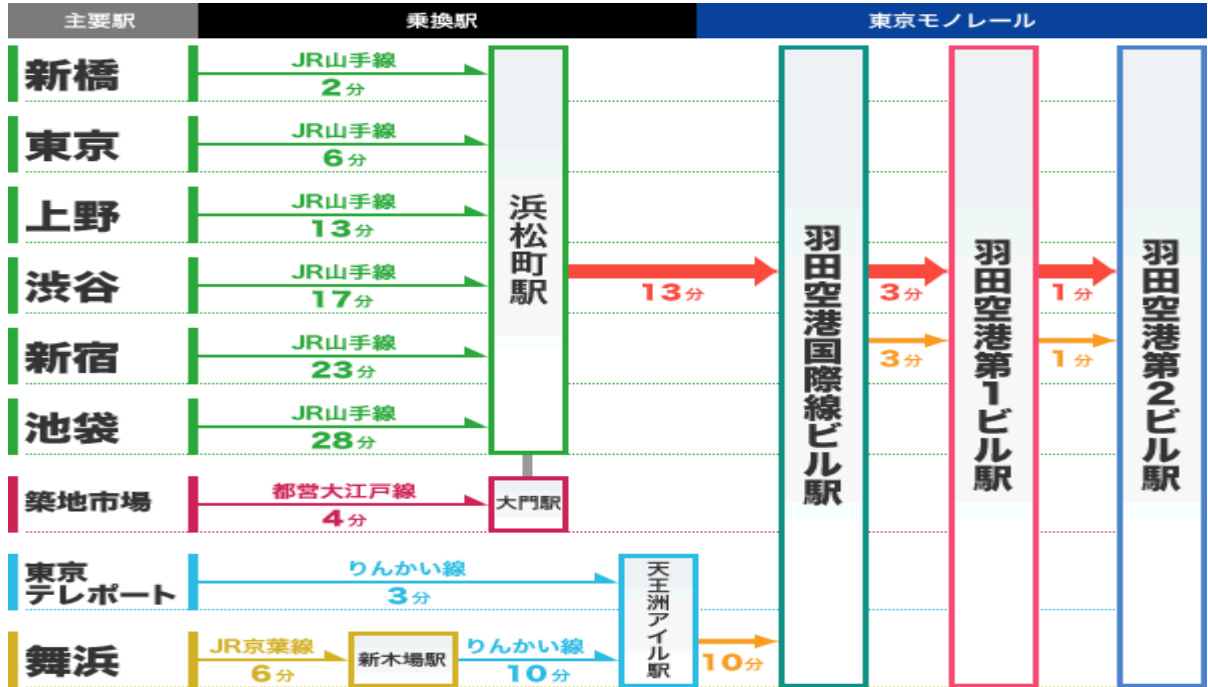 主要駅
乗換駅
東京モノレール
新橋
JR山手線
2分
東京
JR山手線
6分
上野
JR山手線
13分
渋谷
JR山手線
17分
新宿
JR山手線
23分
池袋
JR山手線
28分
浜松町駅
13分
築地市場
都営大江戸線
4分
大門駅
東京
テレポート
りんかい線
3分
舞浜
JR京葉線
6分
新木場駅
りんかい線
10分
天王洲アイル駅
10分
羽田空港国際線ビル駅
3分
3分
羽田空港第1ビル駅
1分
1分
羽田空港第2ビル駅